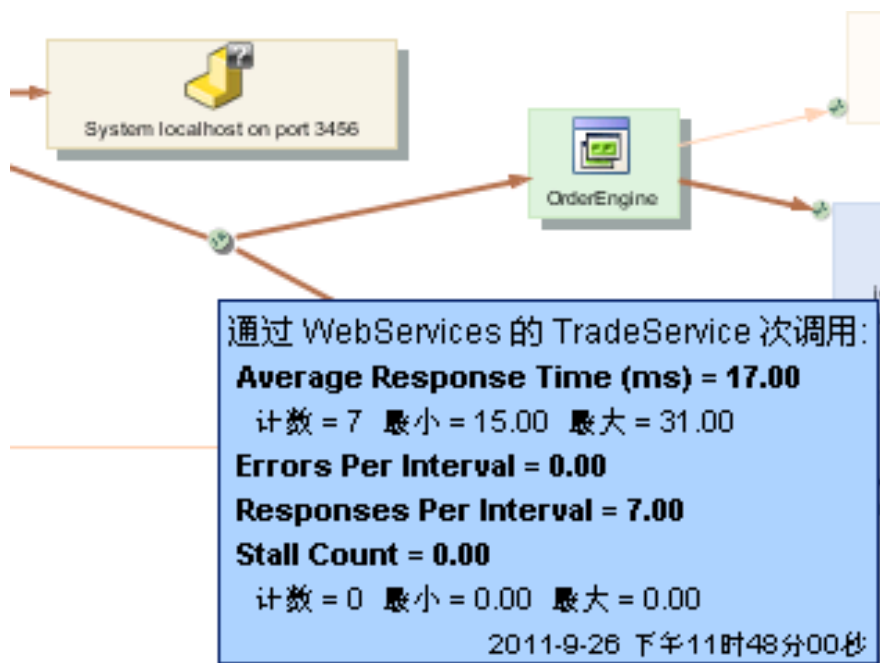 System localhost on port 3456
OrderEngine
通过 WebServices 的 TradeService 次调用:
Average Response Time (ms) = 17.00
计数 = 7 最小 = 15.00 最大 = 31.00
Errors Per Interval = 0.00
Responses Per Interval = 7.00
Stall Count = 0.00
计数 = 0 最小 = 0.00 最大 = 0.00
2011-9-26 下午11时48分00秒